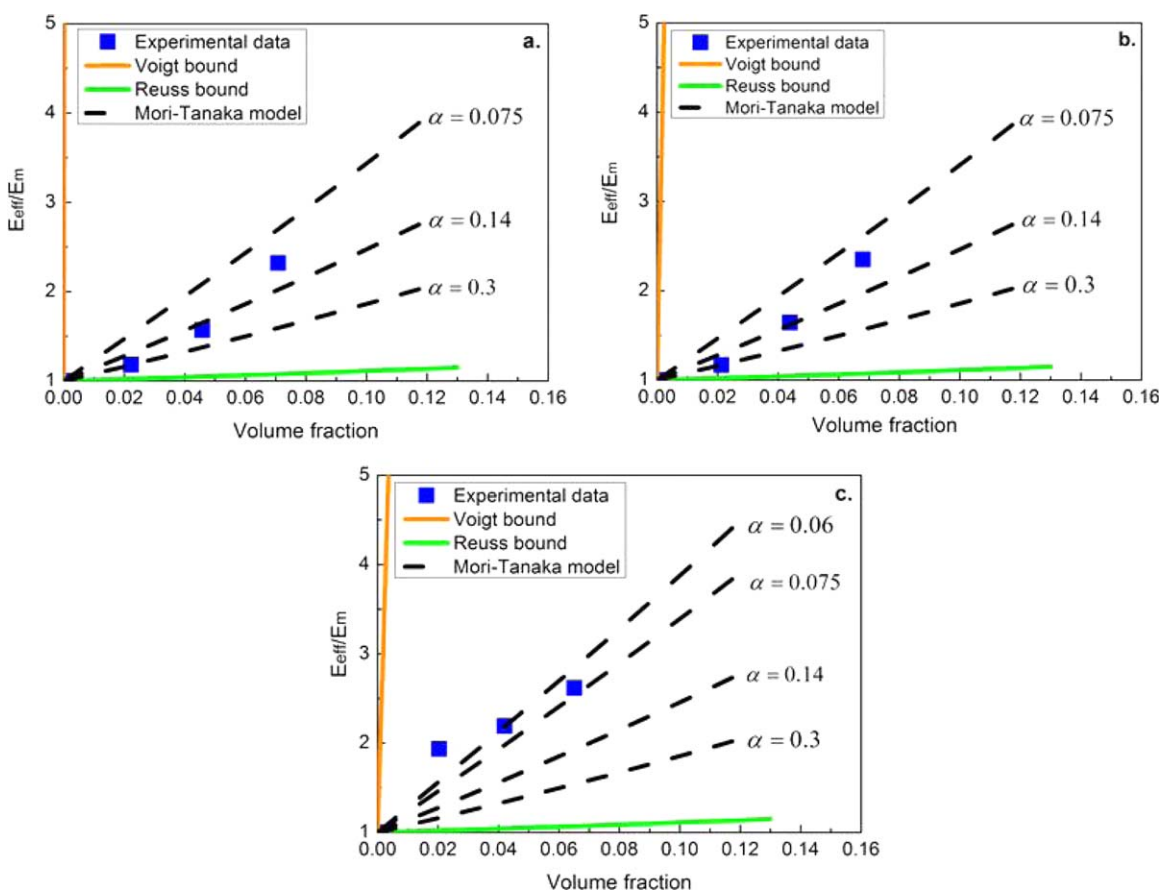 a.
Experimental data
Voigt bound
Reuss bound
Mori-Tanaka model
α = 0.075
α = 0.14
α = 0.3
5
4
3
2
1
Eeff/Em
0.00 0.02 0.04 0.06 0.08 0.10 0.12 0.14 0.16
Volume fraction
b.
Experimental data
Voigt bound
Reuss bound
Mori-Tanaka model
α = 0.075
α = 0.14
α = 0.3
5
4
3
2
1
Eeff/Em
0.00 0.02 0.04 0.06 0.08 0.10 0.12 0.14 0.16
Volume fraction
c.
Experimental data
Voigt bound
Reuss bound
Mori-Tanaka model
α = 0.06
α = 0.075
α = 0.14
α = 0.3
5
4
3
2
1
Eeff/Em
0.00 0.02 0.04 0.06 0.08 0.10 0.12 0.14 0.16
Volume fraction